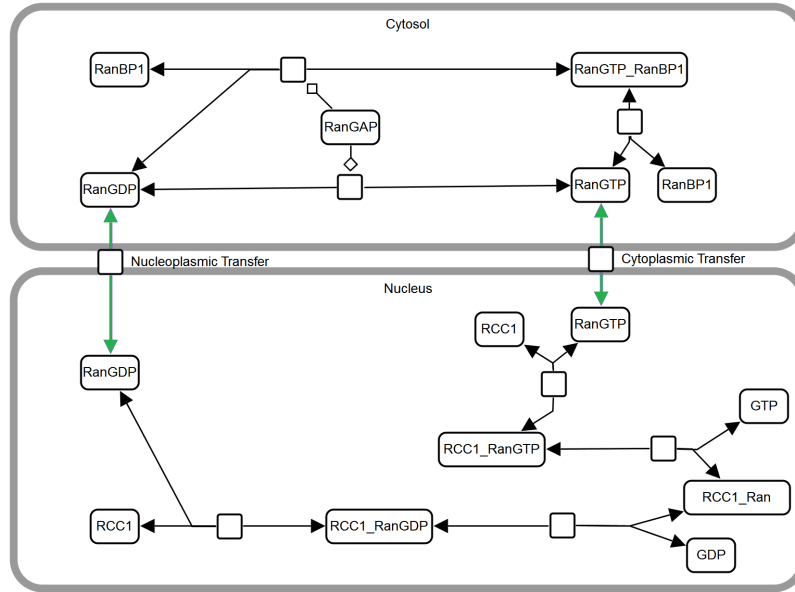 Cytosol
RanBP1
RanGTP_RanBP1
RanGAP
RanGDP
RanGTP
RanBP1
Nucleoplasmic Transfer
Cytoplasmic Transfer
Nucleus
RCC1
RanGTP
RanGDP
GTP
RCC1_RanGTP
RCC1_Ran
RCC1
RCC1_RanGDP
GDP